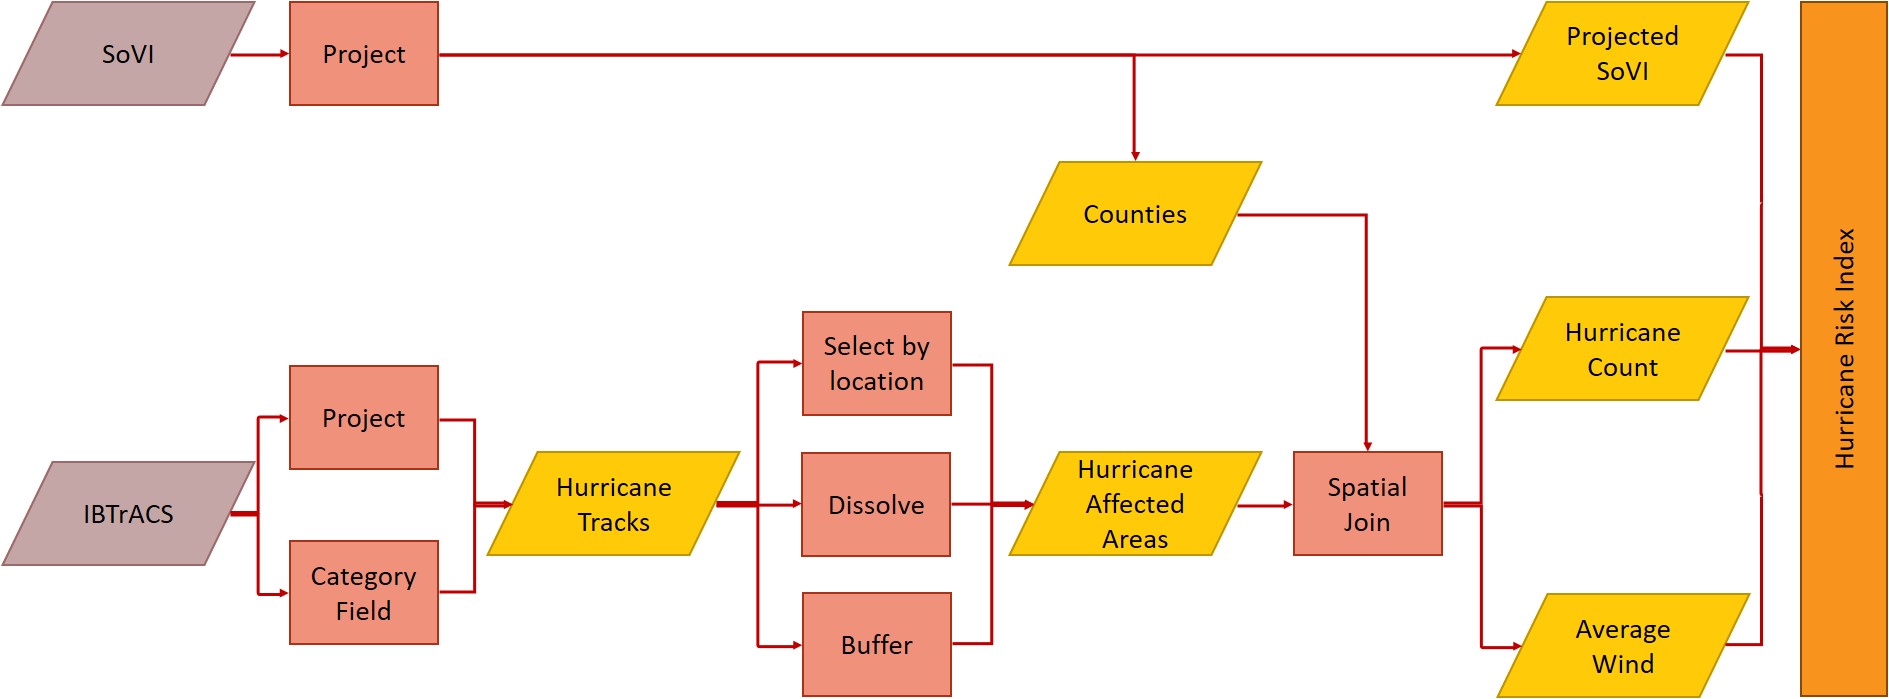 SoVI
Project
Projected
SoVI
Counties
Hurricane Risk Index
Select by
location
Hurricane
Count
Project
IBTrACS
Category
Field
Hurricane
Tracks
Dissolve
Buffer
Hurricane
Affected
Areas
Spatial
Join
Average
Wind